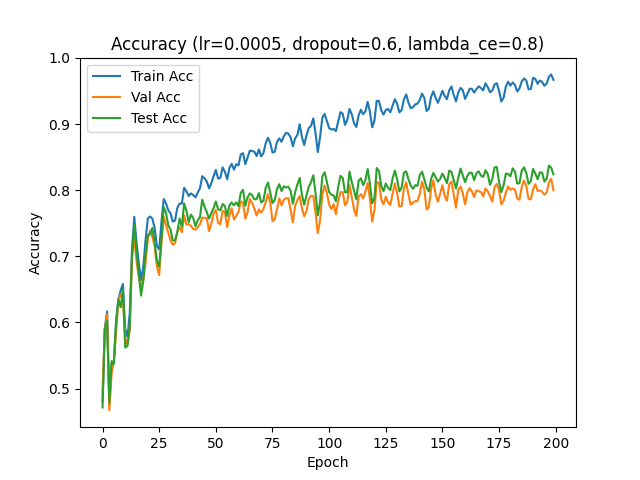 Accuracy (lr=0.0005, dropout=0.6, lambda_ce=0.8)
Train Acc
Val Acc
Test Acc
1.0
0.9
0.8
0.7
0.6
0.5
Accuracy
0 25 50 75 100 125 150 175 200
Epoch